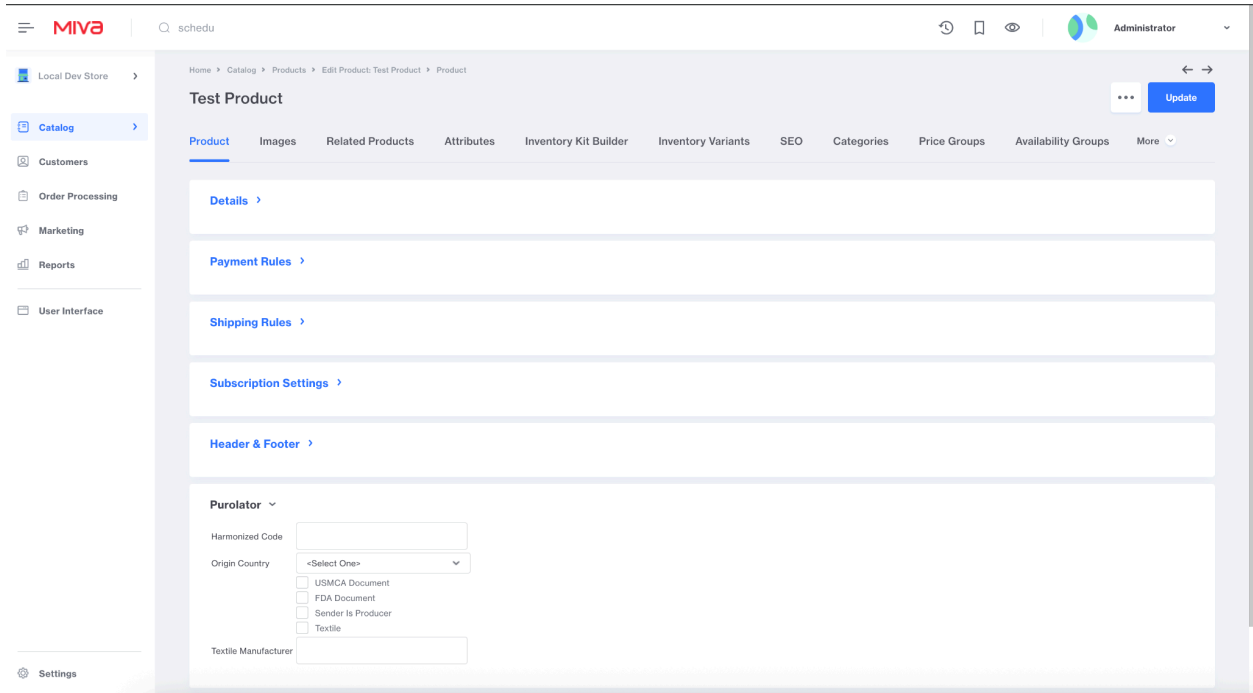 MIVA
schedu
Administrator
Local Dev Store
Catalog
Customers
Order Processing
Marketing
Reports
User Interface
Settings
Home Catalog Products Edit Product: Test Product Product
Test Product
Update
Product Images Related Products Attributes Inventory Kit Builder Inventory Variants SEO Categories Price Groups Availability Groups More
Details
Payment Rules
Shipping Rules
Subscription Settings
Header & Footer
Purolator
Harmonized Code
Origin Country <Select One>
USMCA Document
FDA Document
Sender Is Producer
Textile
Textile Manufacturer